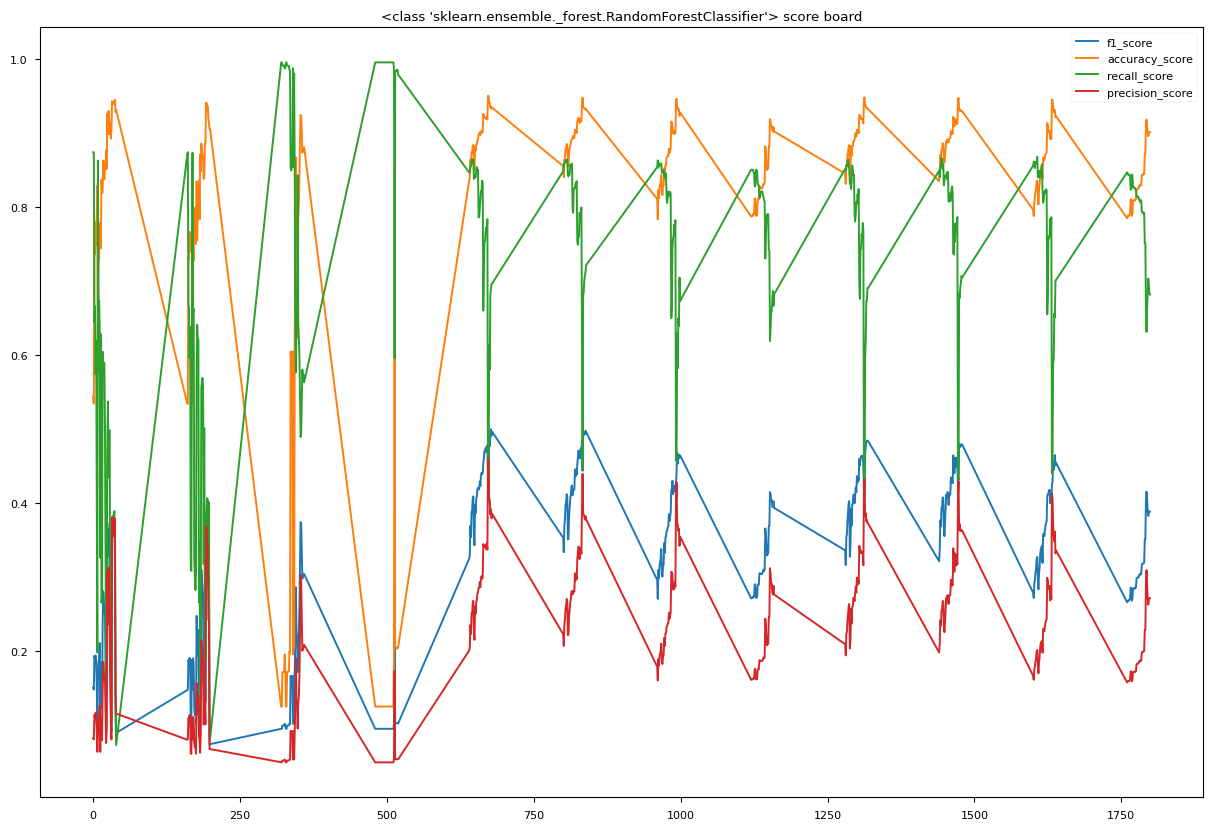 <class 'sklearn.ensemble._forest.RandomForestClassifier'> score board
f1_score
accuracy_score
recall_score
precision_score
1.0
0.8
0.6
0.4
0.2
0 250 500 750 1000 1250 1500 1750